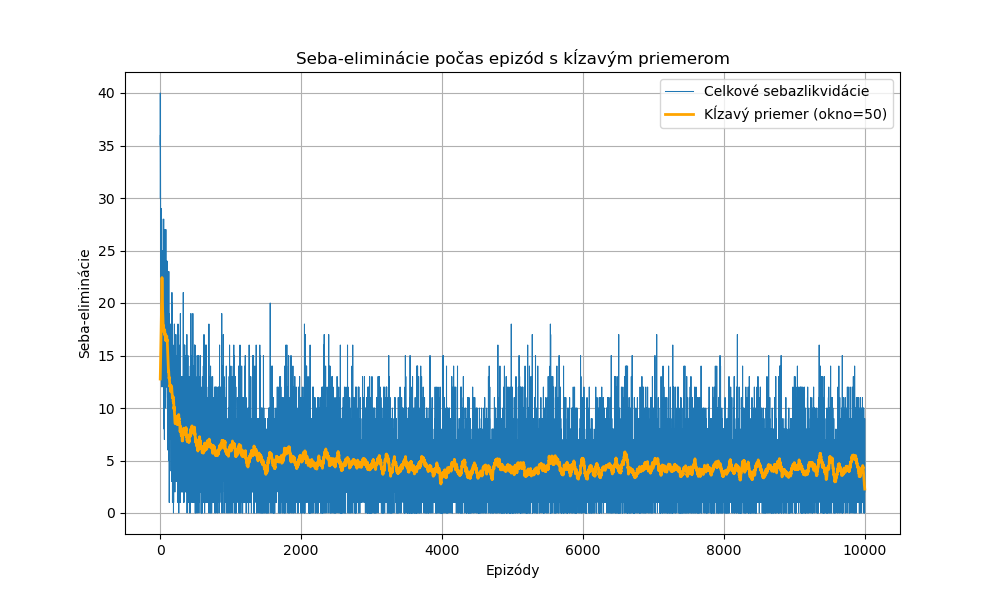 Seba-eliminácie počas epizód s kĺzavým priemerom
Celkové sebazlikvidácie
Kĺzavý priemer (okno=50)
Seba-eliminácie
40
35
30
25
20
15
10
5
0
0 2000 4000 6000 8000 10000
Epizódy